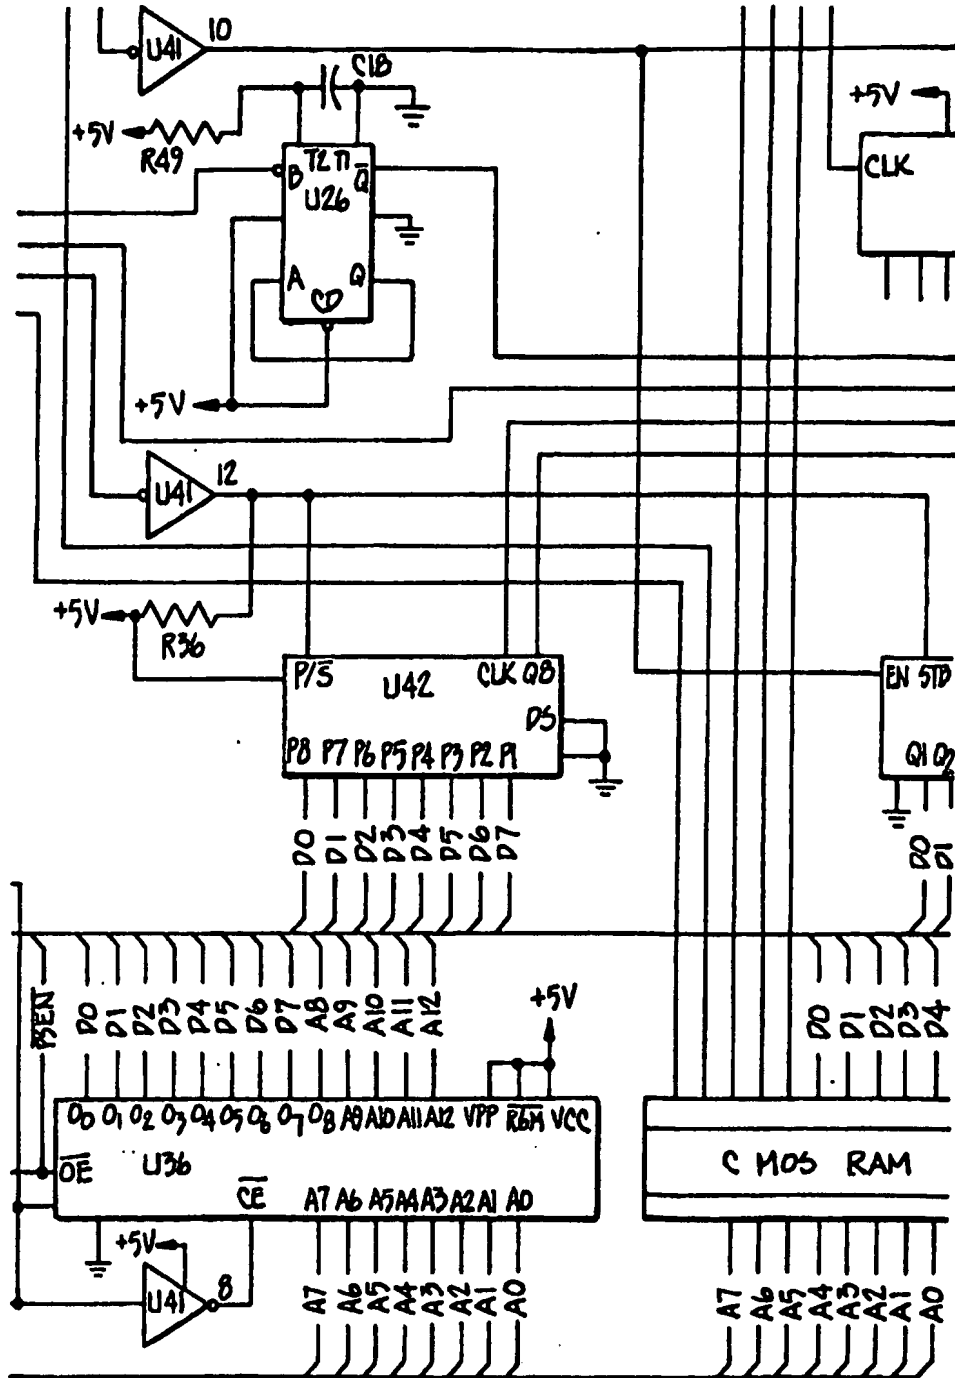 U41 10
C18
+5V R49
T2 T1
B Q̅
U26
A Q
CD
+5V
+5V
CLK
U41 12
+5V R36
P/S̅ U42 CLK Q8
DS
P8 P7 P6 P5 P4 P3 P2 P1
D0 D1 D2 D3 D4 D5 D6 D7
EN STB
Q1 Q2
D0 D1
P̅S̅E̅N̅ D0 D1 D2 D3 D4 D5 D6 D7 A8 A9 A10 A11 A12
+5V
D0 D1 D2 D3 D4
O0 O1 O2 O3 O4 O5 O6 O7 O8 A9 A10 A11 A12 VPP P̅G̅M̅ VCC
O̅E̅ U36 C̅E̅
A7 A6 A5 A4 A3 A2 A1 A0
C MOS RAM
+5V
U41 8
A7 A6 A5 A4 A3 A2 A1 A0
A7 A6 A5 A4 A3 A2 A1 A0